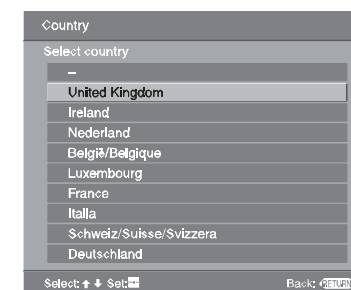 Country
Select country
–
United Kingdom
Ireland
Nederland
België/Belgique
Luxembourg
France
Italia
Schweiz/Suisse/Svizzera
Deutschland
Select: ↑ ↓ Set: Back: RETURN